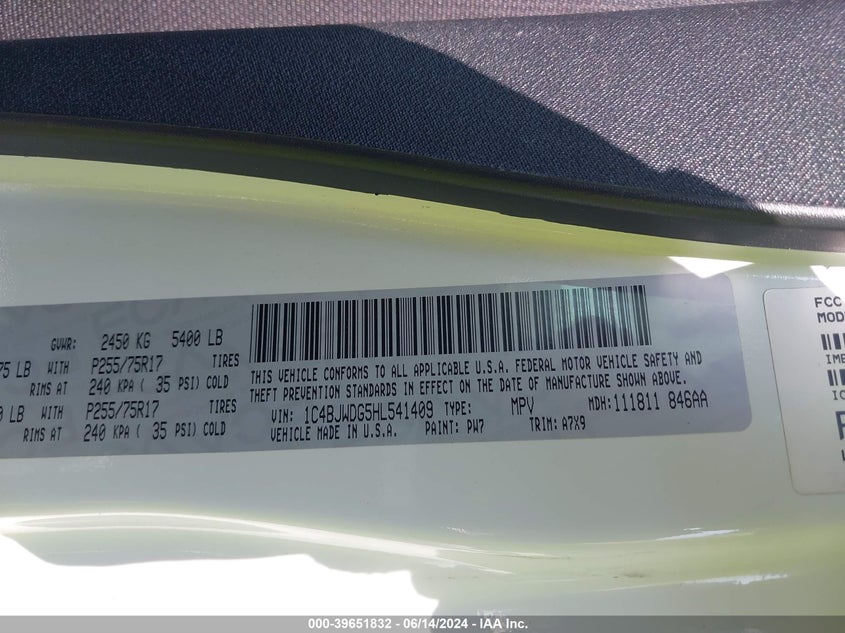 GVWR: 2450 KG 5400 LB
75 LB WITH P255/75R17 TIRES
RIMS AT 240 KPA ( 35 PSI) COLD
LB WITH P255/75R17 TIRES
RIMS AT 240 KPA ( 35 PSI) COLD
THIS VEHICLE CONFORMS TO ALL APPLICABLE U.S.A. FEDERAL MOTOR VEHICLE SAFETY AND
THEFT PREVENTION STANDARDS IN EFFECT ON THE DATE OF MANUFACTURE SHOWN ABOVE.
VIN: 1C4BJWDG5HL541409 TYPE: MPV MDH:111811 846AA
VEHICLE MADE IN U.S.A. PAINT: PW7 TRIM: A7X9
FCC
000-39651832 - 06/14/2024 - IAA Inc.